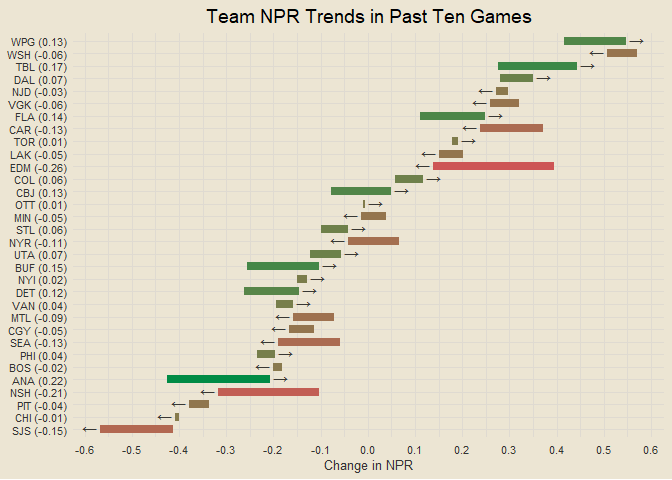 Team NPR Trends in Past Ten Games
WPG (0.13)
WSH (-0.06)
TBL (0.17)
DAL (0.07)
NJD (-0.03)
VGK (-0.06)
FLA (0.14)
CAR (-0.13)
TOR (0.01)
LAK (-0.05)
EDM (-0.26)
COL (0.06)
CBJ (0.13)
OTT (0.01)
MIN (-0.05)
STL (0.06)
NYR (-0.11)
UTA (0.07)
BUF (0.15)
NYI (0.02)
DET (0.12)
VAN (0.04)
MTL (-0.09)
CGY (-0.05)
SEA (-0.13)
PHI (0.04)
BOS (-0.02)
ANA (0.22)
NSH (-0.21)
PIT (-0.04)
CHI (-0.01)
SJS (-0.15)
-0.6 -0.5 -0.4 -0.3 -0.2 -0.1 0.0 0.1 0.2 0.3 0.4 0.5 0.6
Change in NPR